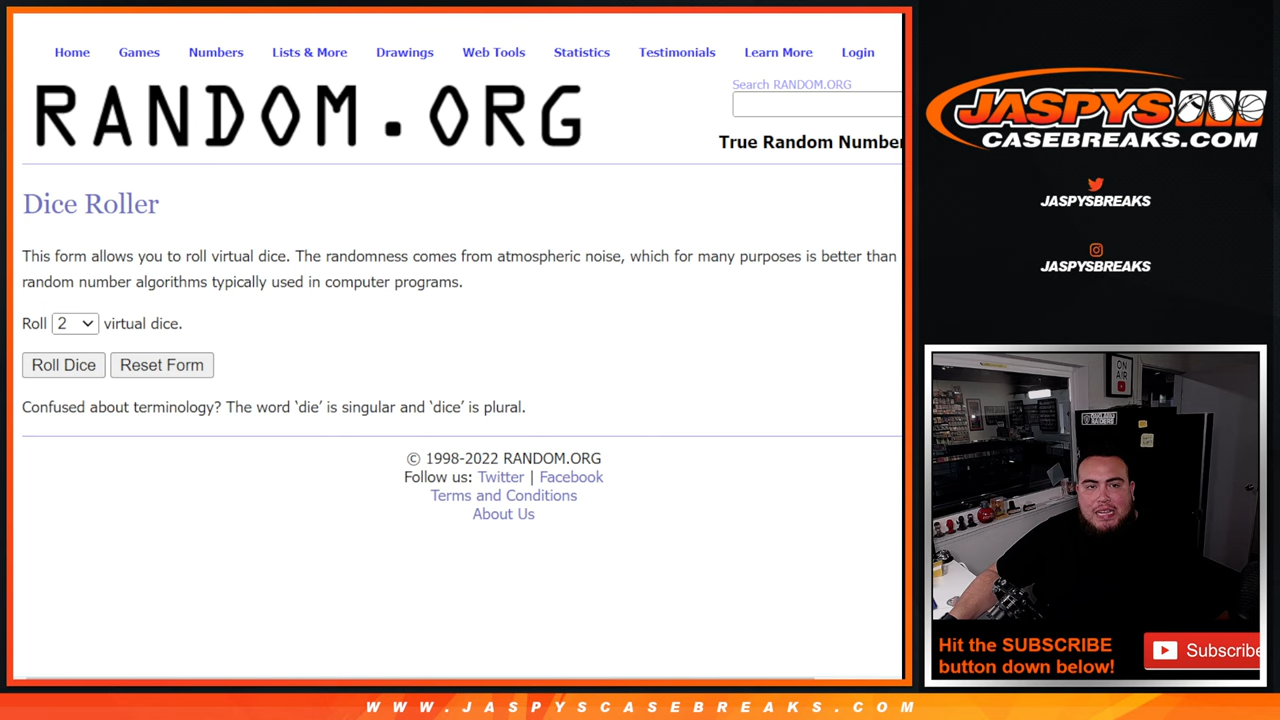 Home Games Numbers Lists & More Drawings Web Tools Statistics Testimonials Learn More Login
RANDOM.ORG
Search RANDOM.ORG
True Random Number
Dice Roller
This form allows you to roll virtual dice. The randomness comes from atmospheric noise, which for many purposes is better than
random number algorithms typically used in computer programs.
Roll 2 virtual dice.
Roll Dice Reset Form
Confused about terminology? The word ‘die’ is singular and ‘dice’ is plural.
© 1998-2022 RANDOM.ORG
Follow us: Twitter | Facebook
Terms and Conditions
About Us
JASPYS
CASEBREAKS.COM
JASPYSBREAKS
JASPYSBREAKS
ON
AIR
RAIDERS
Hit the SUBSCRIBE
button down below!
Subscribe
WWW.JASPYSCASEBREAKS.COM